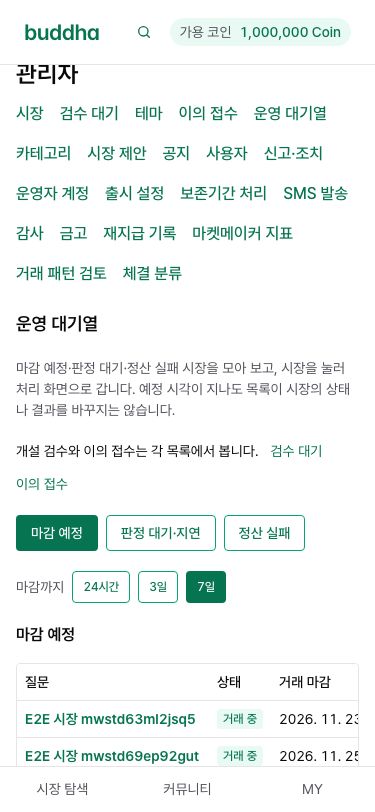 buddha
가용 코인 1,000,000 Coin
관리자
시장 검수 대기 테마 이의 접수 운영 대기열
카테고리 시장 제안 공지 사용자 신고·조치
운영자 계정 출시 설정 보존기간 처리 SMS 발송
감사 금고 재지급 기록 마켓메이커 지표
거래 패턴 검토 체결 분류
운영 대기열
마감 예정·판정 대기·정산 실패 시장을 모아 보고, 시장을 눌러
처리 화면으로 갑니다. 예정 시각이 지나도 목록이 시장의 상태
나 결과를 바꾸지는 않습니다.
개설 검수와 이의 접수는 각 목록에서 봅니다. 검수 대기
이의 접수
마감 예정 판정 대기·지연 정산 실패
마감까지 24시간 3일 7일
마감 예정
질문 상태 거래 마감
E2E 시장 mwstd63ml2jsq5 거래 중 2026. 11. 23
E2E 시장 mwstd69ep92gut 거래 중 2026. 11. 25
시장 탐색 커뮤니티 MY